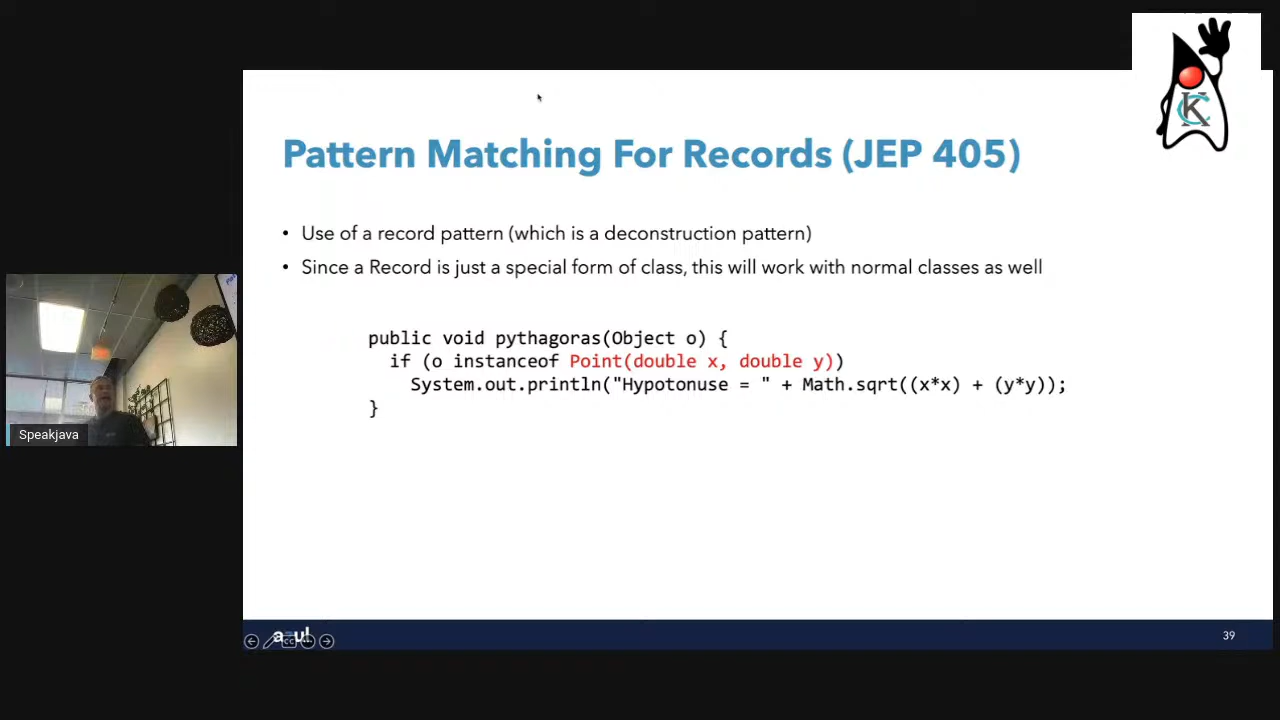 Pattern Matching For Records (JEP 405)
• Use of a record pattern (which is a deconstruction pattern)
• Since a Record is just a special form of class, this will work with normal classes as well
public void pythagoras(Object o) {
if (o instanceof Point(double x, double y))
System.out.println("Hypotonuse = " + Math.sqrt((x*x) + (y*y));
}
Speakjava
azul
39